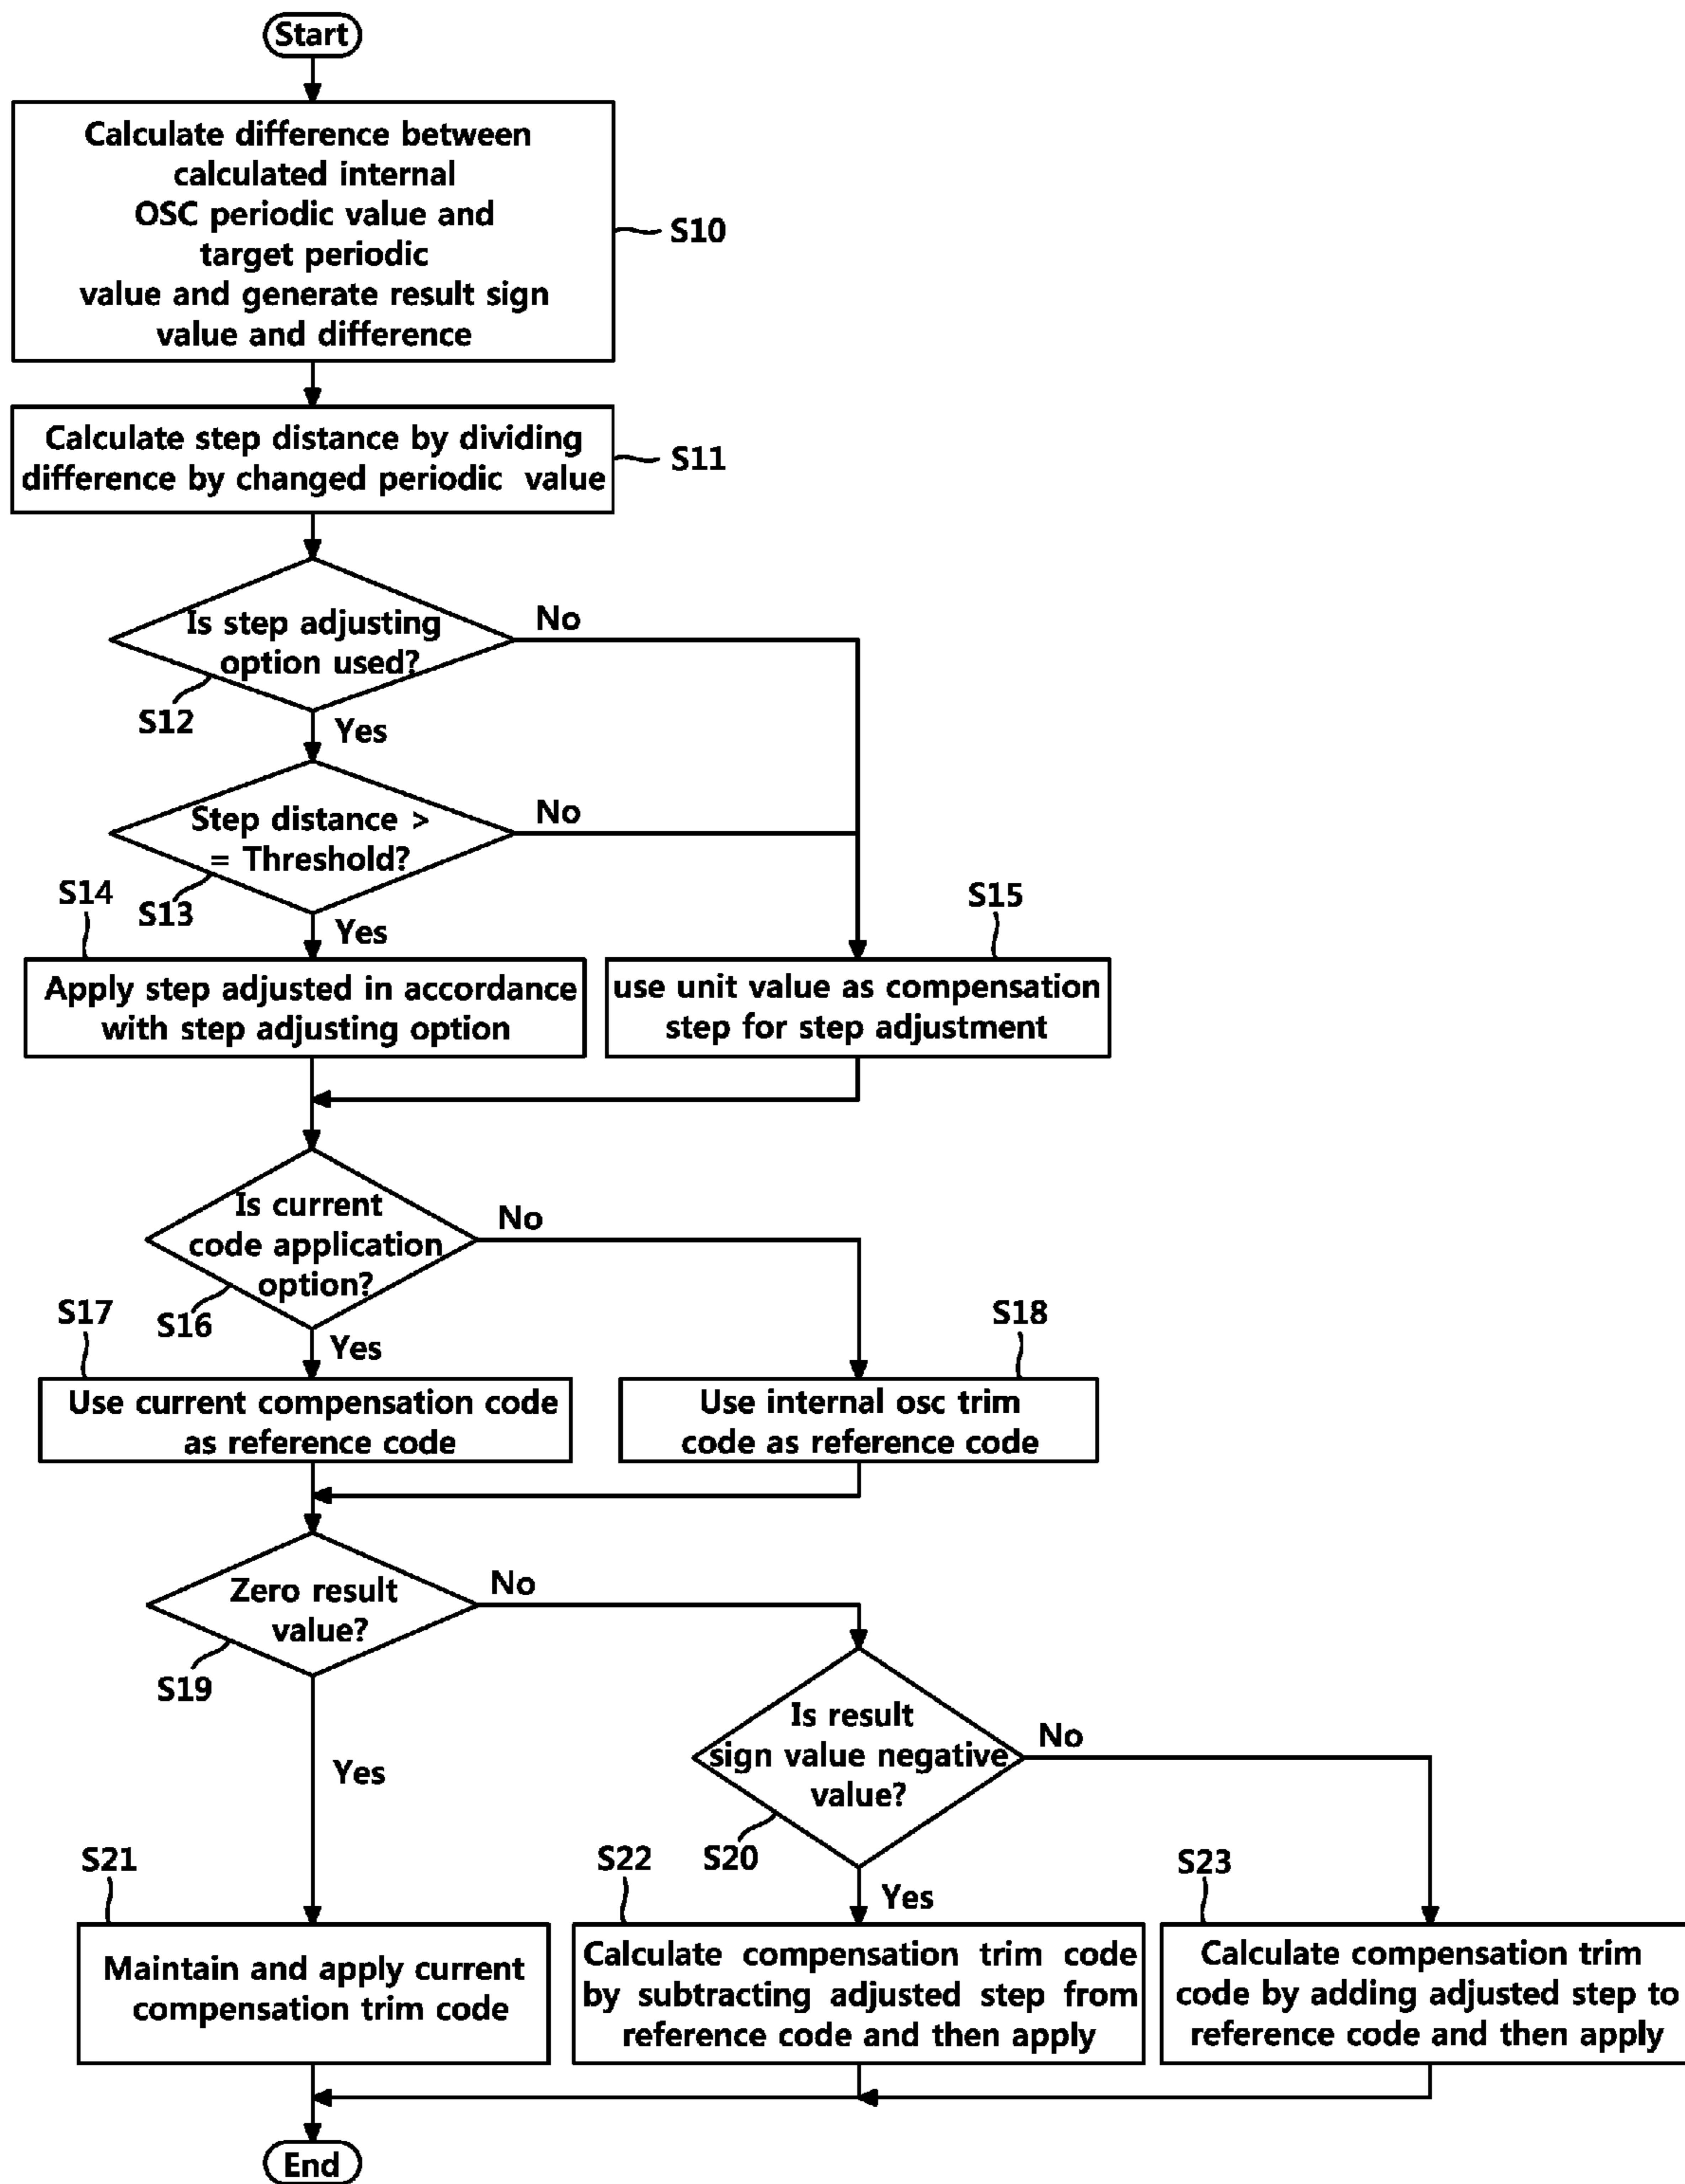 Start
Calculate difference between
calculated internal
OSC periodic value and
target periodic
value and generate result sign
value and difference
S10
Calculate step distance by dividing
difference by changed periodic value
S11
Is step adjusting
option used?
No
S12
Yes
Step distance >
= Threshold?
No
S13
Yes
S14
Apply step adjusted in accordance
with step adjusting option
S15
use unit value as compensation
step for step adjustment
Is current
code application
option?
No
S16
Yes
S17
Use current compensation code
as reference code
S18
Use internal osc trim
code as reference code
Zero result
value?
No
S19
Yes
Is result
sign value negative
value?
No
S20
Yes
S21
Maintain and apply current
compensation trim code
S22
Calculate compensation trim code
by subtracting adjusted step from
reference code and then apply
S23
Calculate compensation trim
code by adding adjusted step to
reference code and then apply
End